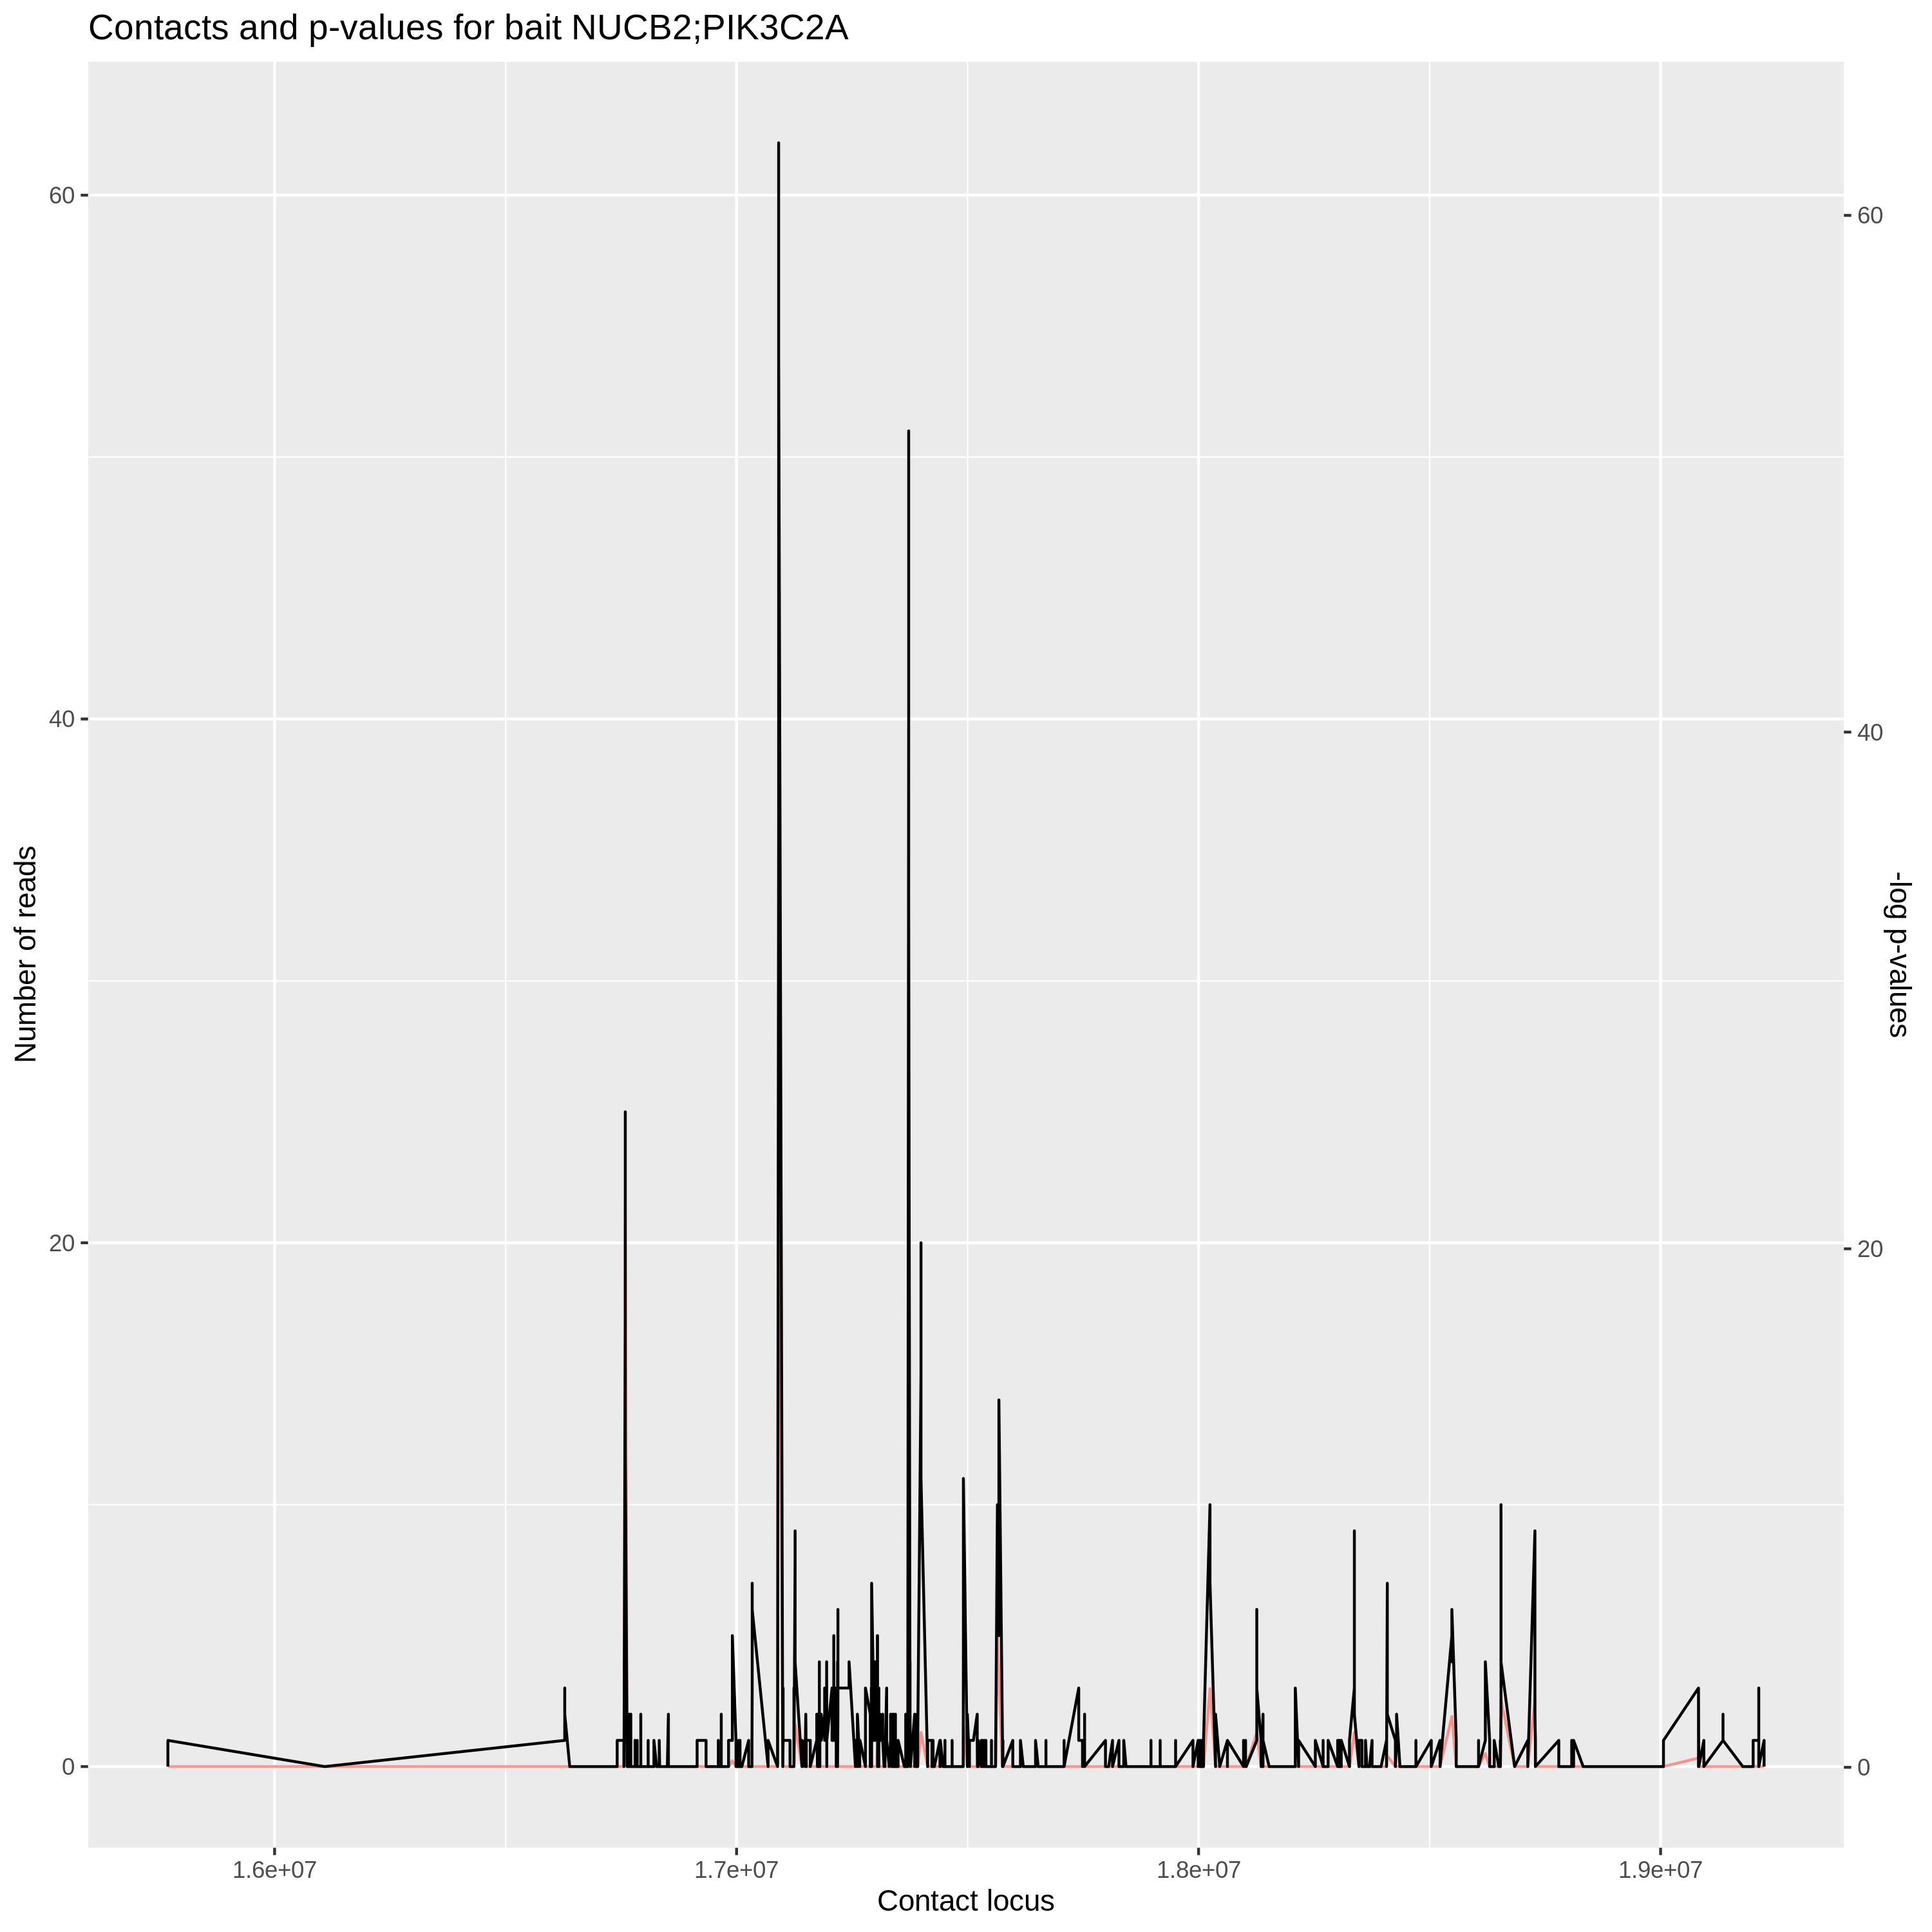 Contacts and p-values for bait NUCB2;PIK3C2A
60
40
20
0
60
40
20
0
Number of reads
-log p-values
1.6e+07 1.7e+07 1.8e+07 1.9e+07
Contact locus